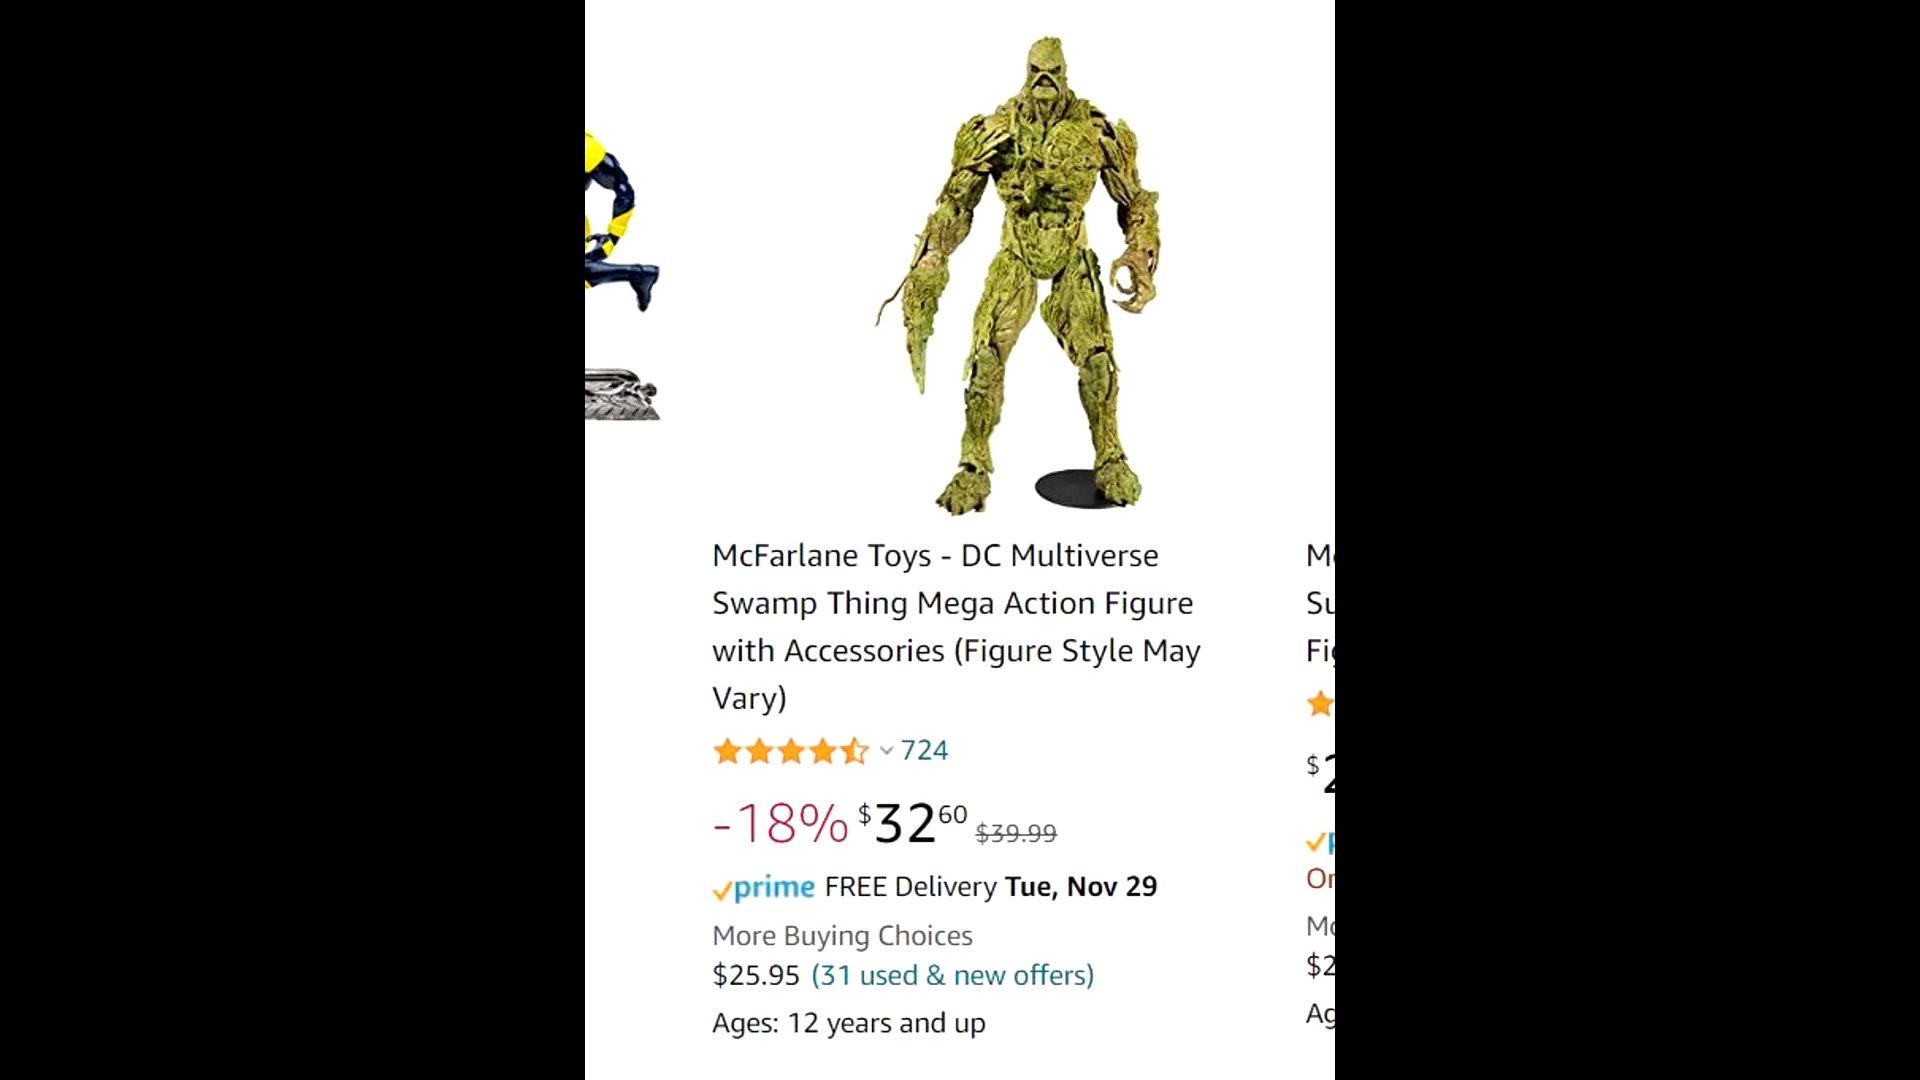 McFarlane Toys - DC Multiverse
Swamp Thing Mega Action Figure
with Accessories (Figure Style May
Vary)
724
-18% $32.60 $39.99
prime FREE Delivery Tue, Nov 29
More Buying Choices
$25.95 (31 used & new offers)
Ages: 12 years and up